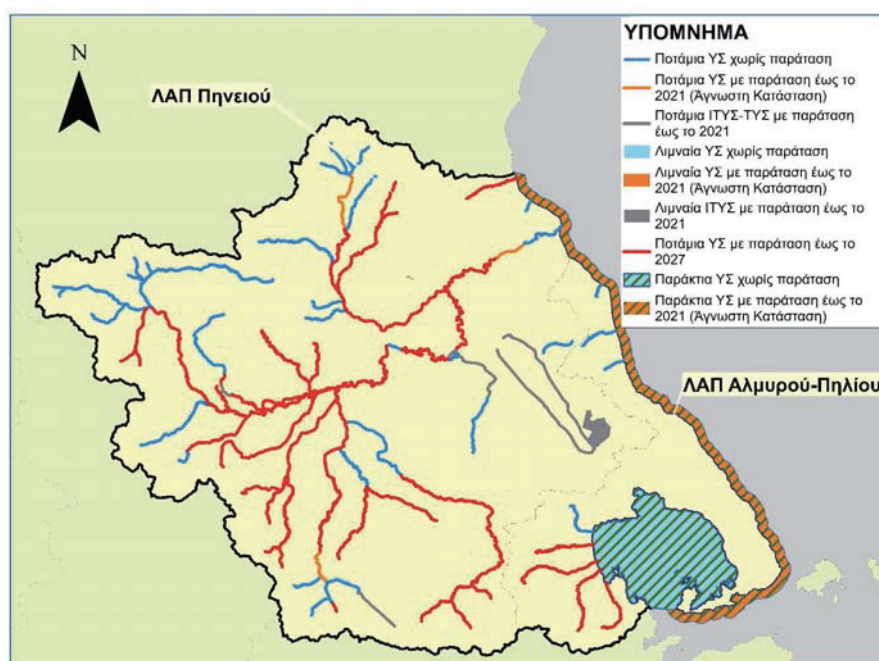 ΥΠΟΜΝΗΜΑ
Ποτάμια ΥΣ χωρίς παράταση
Ποτάμια ΥΣ με παράταση έως το
2021 (Άγνωστη Κατάσταση)
Ποτάμια ΙΤΥΣ-ΤΥΣ με παράταση
έως το 2021
Λιμναία ΥΣ χωρίς παράταση
Λιμναία ΥΣ με παράταση έως το
2021 (Άγνωστη Κατάσταση)
Λιμναία ΙΤΥΣ με παράταση έως το
2021
Ποτάμια ΥΣ με παράταση έως το
2027
Παράκτια ΥΣ χωρίς παράταση
Παράκτια ΥΣ με παράταση έως το
2021 (Άγνωστη Κατάσταση)
N
ΛΑΠ Πηνειού
ΛΑΠ Αλμυρού-Πηλίου